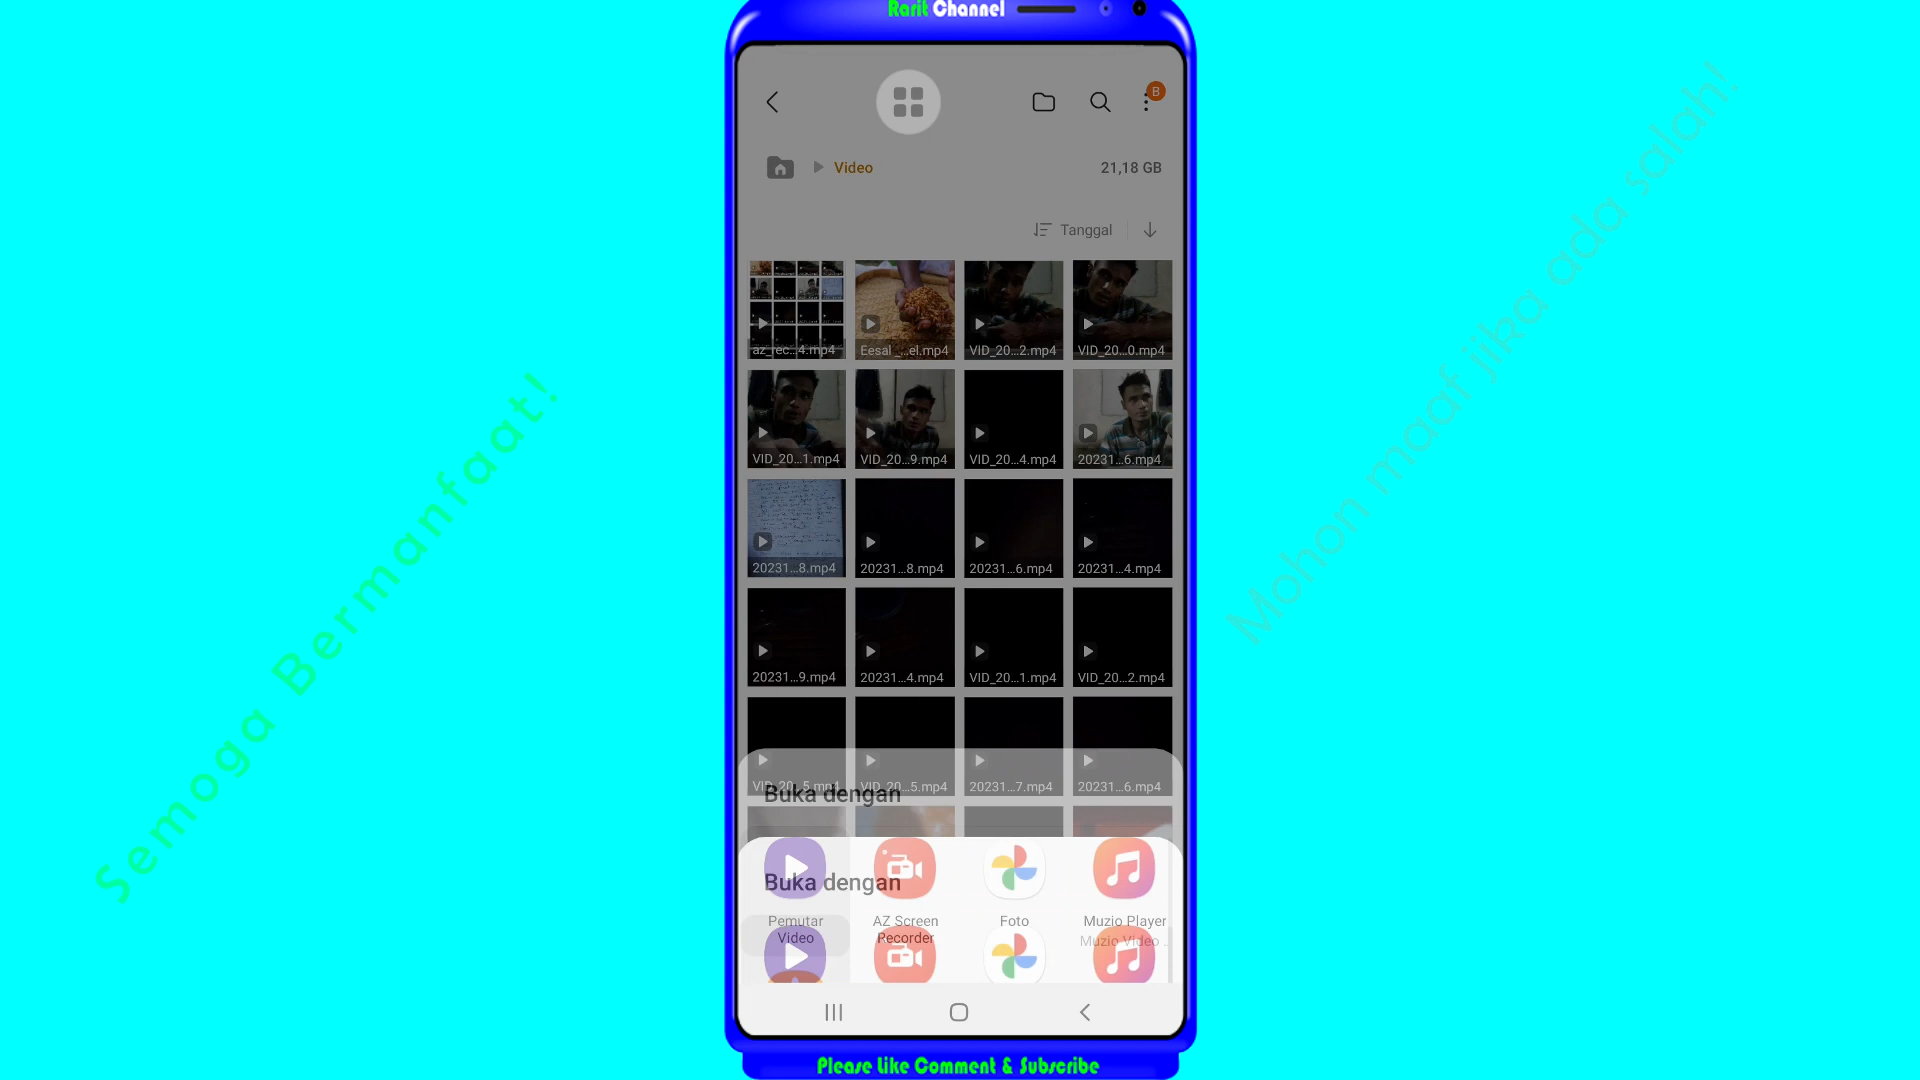 Rarit Channel
B
Video
21,18 GB
Tanggal
az_rec...4.mp4
Eesal_...el.mp4
VID_20...2.mp4
VID_20...0.mp4
VID_20...1.mp4
VID_20...9.mp4
VID_20...4.mp4
20231...6.mp4
20231...8.mp4
20231...8.mp4
20231...6.mp4
20231...4.mp4
20231...9.mp4
20231...4.mp4
VID_20...1.mp4
VID_20...2.mp4
VID_20...5.mp4
VID_20...5.mp4
20231...7.mp4
20231...6.mp4
Buka dengan
Buka dengan
Pemutar
Video
AZ Screen
Recorder
Foto
Muzio Player
Muzio Video ...
Semoga Bermanfaat!
Mohon maaf jika ada salah!
Please Like Comment & Subscribe